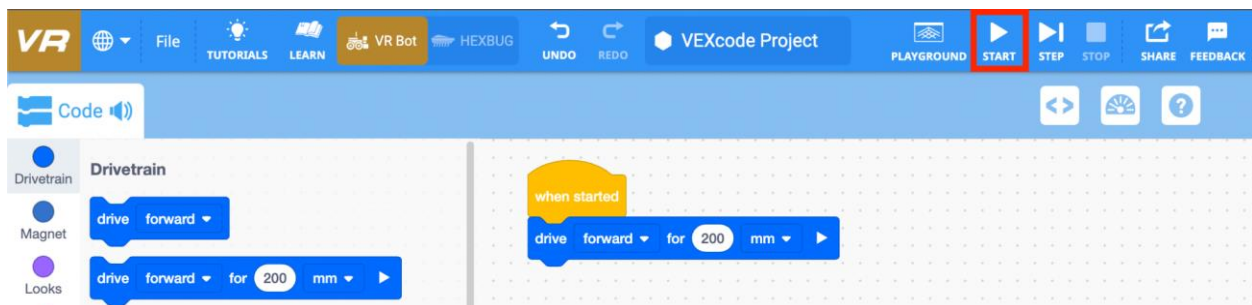 VR File TUTORIALS LEARN VR Bot HEXBUG UNDO REDO VEXcode Project PLAYGROUND START STEP STOP SHARE FEEDBACK
Code
Drivetrain
Magnet
Looks
Drivetrain
drive forward
drive forward for 200 mm
when started
drive forward for 200 mm